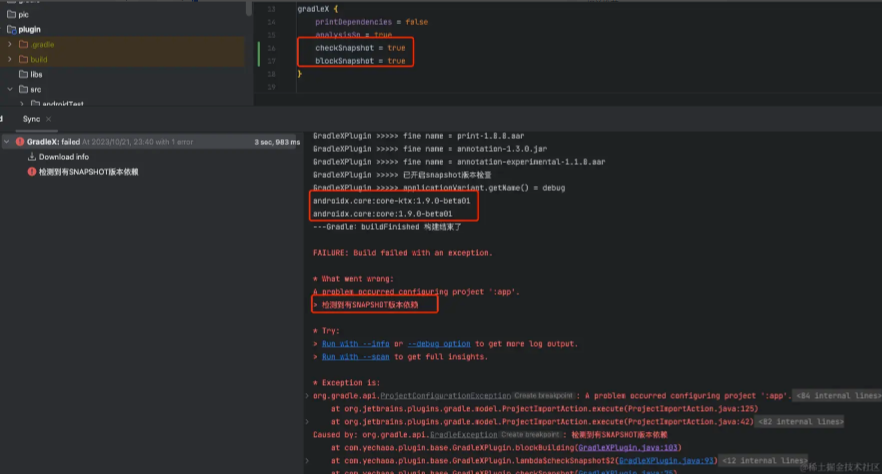 pic
plugin
.gradle
build
libs
src
androidTest
13 gradleX {
14 printDependencies = false
15 analysisSo = true
16 checkSnapshot = true
17 blockSnapshot = true
18 }
19
Sync ×
GradleX: failed At 2023/10/21, 23:40 with 1 error 3 sec, 983 ms
Download info
检测到有SNAPSHOT版本依赖
GradleXPlugin >>>>> fine name = print-1.8.8.aar
GradleXPlugin >>>>> fine name = annotation-1.3.0.jar
GradleXPlugin >>>>> fine name = annotation-experimental-1.1.0.aar
GradleXPlugin >>>>> 已开启snapshot版本检查
GradleXPlugin >>>>> applicationVariant.getName() = debug
androidx.core:core-ktx:1.9.0-beta01
androidx.core:core:1.9.0-beta01
---Gradle：buildFinished 构建结束了
FAILURE: Build failed with an exception.
* What went wrong:
A problem occurred configuring project ':app'.
> 检测到有SNAPSHOT版本依赖
* Try:
> Run with --info or --debug option to get more log output.
> Run with --scan to get full insights.
* Exception is:
org.gradle.api.ProjectConfigurationException Create breakpoint : A problem occurred configuring project ':app'. <84 internal lines>
at org.jetbrains.plugins.gradle.model.ProjectImportAction.execute(ProjectImportAction.java:125)
at org.jetbrains.plugins.gradle.model.ProjectImportAction.execute(ProjectImportAction.java:42) <82 internal lines>
Caused by: org.gradle.api.GradleException Create breakpoint : 检测到有SNAPSHOT版本依赖
at com.yechaoa.plugin.base.GradleXPlugin.blockBuilding(GradleXPlugin.java:103)
at com.yechaoa.plugin.base.GradleXPlugin.lambda$checkSnapshot$2(GradleXPlugin.java:93) <12 internal lines>
@稀土掘金技术社区